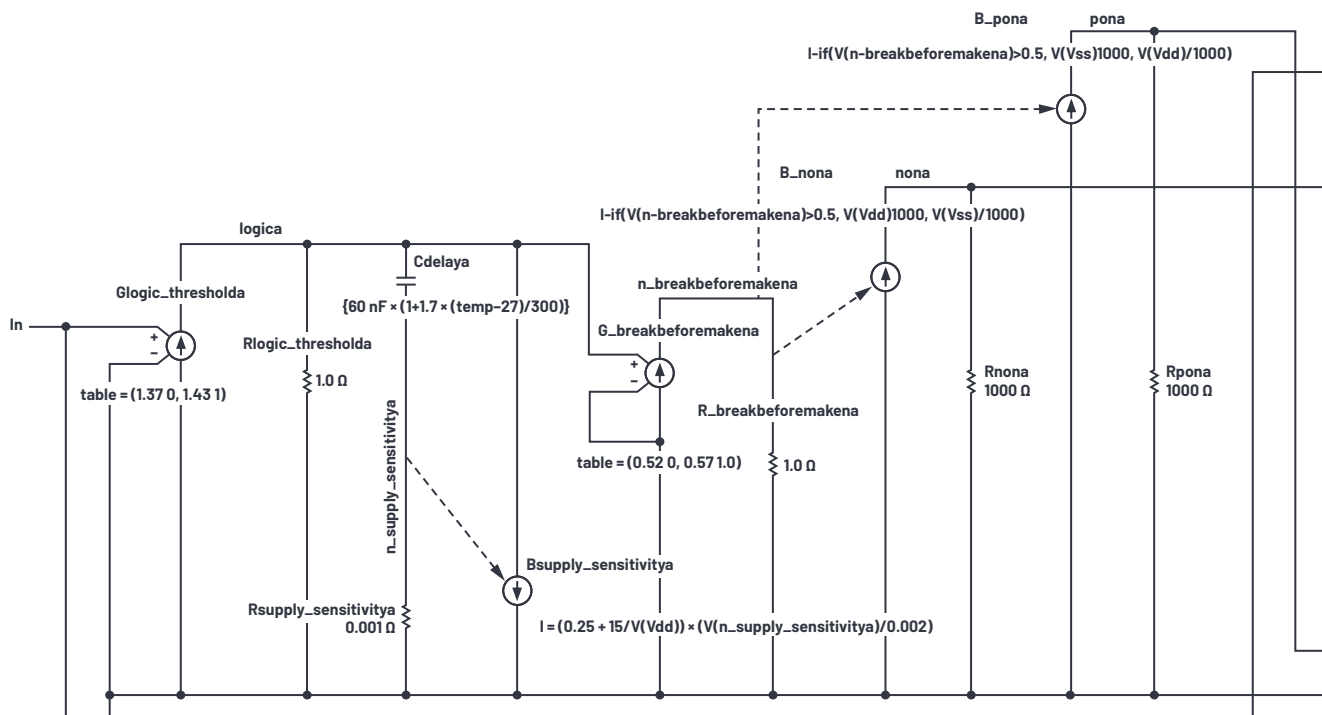 B_pona
pona
I-if(V(n-breakbeforemakena)>0.5, V(Vss)1000, V(Vdd)/1000)
B_nona
nona
I-if(V(n-breakbeforemakena)>0.5, V(Vdd)1000, V(Vss)/1000)
logica
Cdelaya
{60 nF × (1+1.7 × (temp–27)/300)}
Glogic_thresholda
n_breakbeforemakena
In
+
–
G_breakbeforemakena
+
–
Rlogic_thresholda
1.0 Ω
table = (1.37 0, 1.43 1)
Rnona
1000 Ω
Rpona
1000 Ω
R_breakbeforemakena
1.0 Ω
table = (0.52 0, 0.57 1.0)
n_supply_sensitivitya
Bsupply_sensitivitya
Rsupply_sensitivitya
0.001 Ω
I = (0.25 + 15/V(Vdd)) × (V(n_supply_sensitivitya)/0.002)